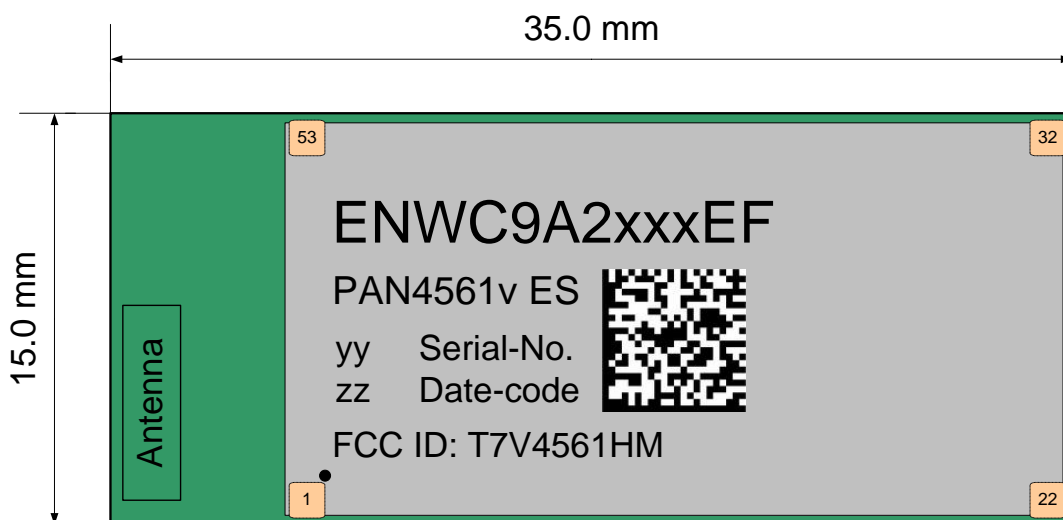 35.0 mm
15.0 mm
53
32
ENWC9A2xxxEF
PAN4561v ES
yy Serial-No.
zz Date-code
FCC ID: T7V4561HM
Antenna
1
22